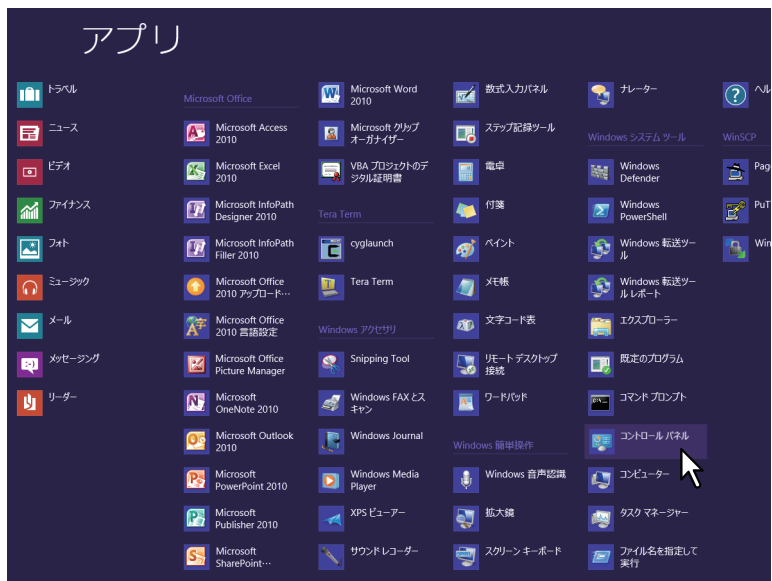 アプリ
トラベル
ニュース
ビデオ
ファイナンス
フォト
ミュージック
メール
メッセージング
リーダー
Microsoft Office
Microsoft Access
2010
Microsoft Excel
2010
Microsoft InfoPath
Designer 2010
Microsoft InfoPath
Filler 2010
Microsoft Office
2010 アップロード…
Microsoft Office
2010 言語設定
Microsoft Office
Picture Manager
Microsoft
OneNote 2010
Microsoft Outlook
2010
Microsoft
PowerPoint 2010
Microsoft
Publisher 2010
Microsoft
SharePoint…
Microsoft Word
2010
Microsoft クリップ
オーガナイザー
VBA プロジェクトのデ
ジタル証明書
Tera Term
cyglaunch
Tera Term
Windows アクセサリ
Snipping Tool
Windows FAX とス
キャン
Windows Journal
Windows Media
Player
XPS ビューアー
サウンド レコーダー
数式入力パネル
ステップ記録ツール
電卓
付箋
ペイント
メモ帳
文字コード表
リモート デスクトップ
接続
ワードパッド
Windows 簡単操作
Windows 音声認識
拡大鏡
スクリーン キーボード
ナレーター
Windows システム ツール
Windows
Defender
Windows
PowerShell
Windows 転送ツー
ル
Windows 転送ツー
ル レポート
エクスプローラー
既定のプログラム
コマンド プロンプト
コントロール パネル
コンピューター
タスク マネージャー
ファイル名を指定して
実行
ヘル
WinSCP
Page
PuT
Win